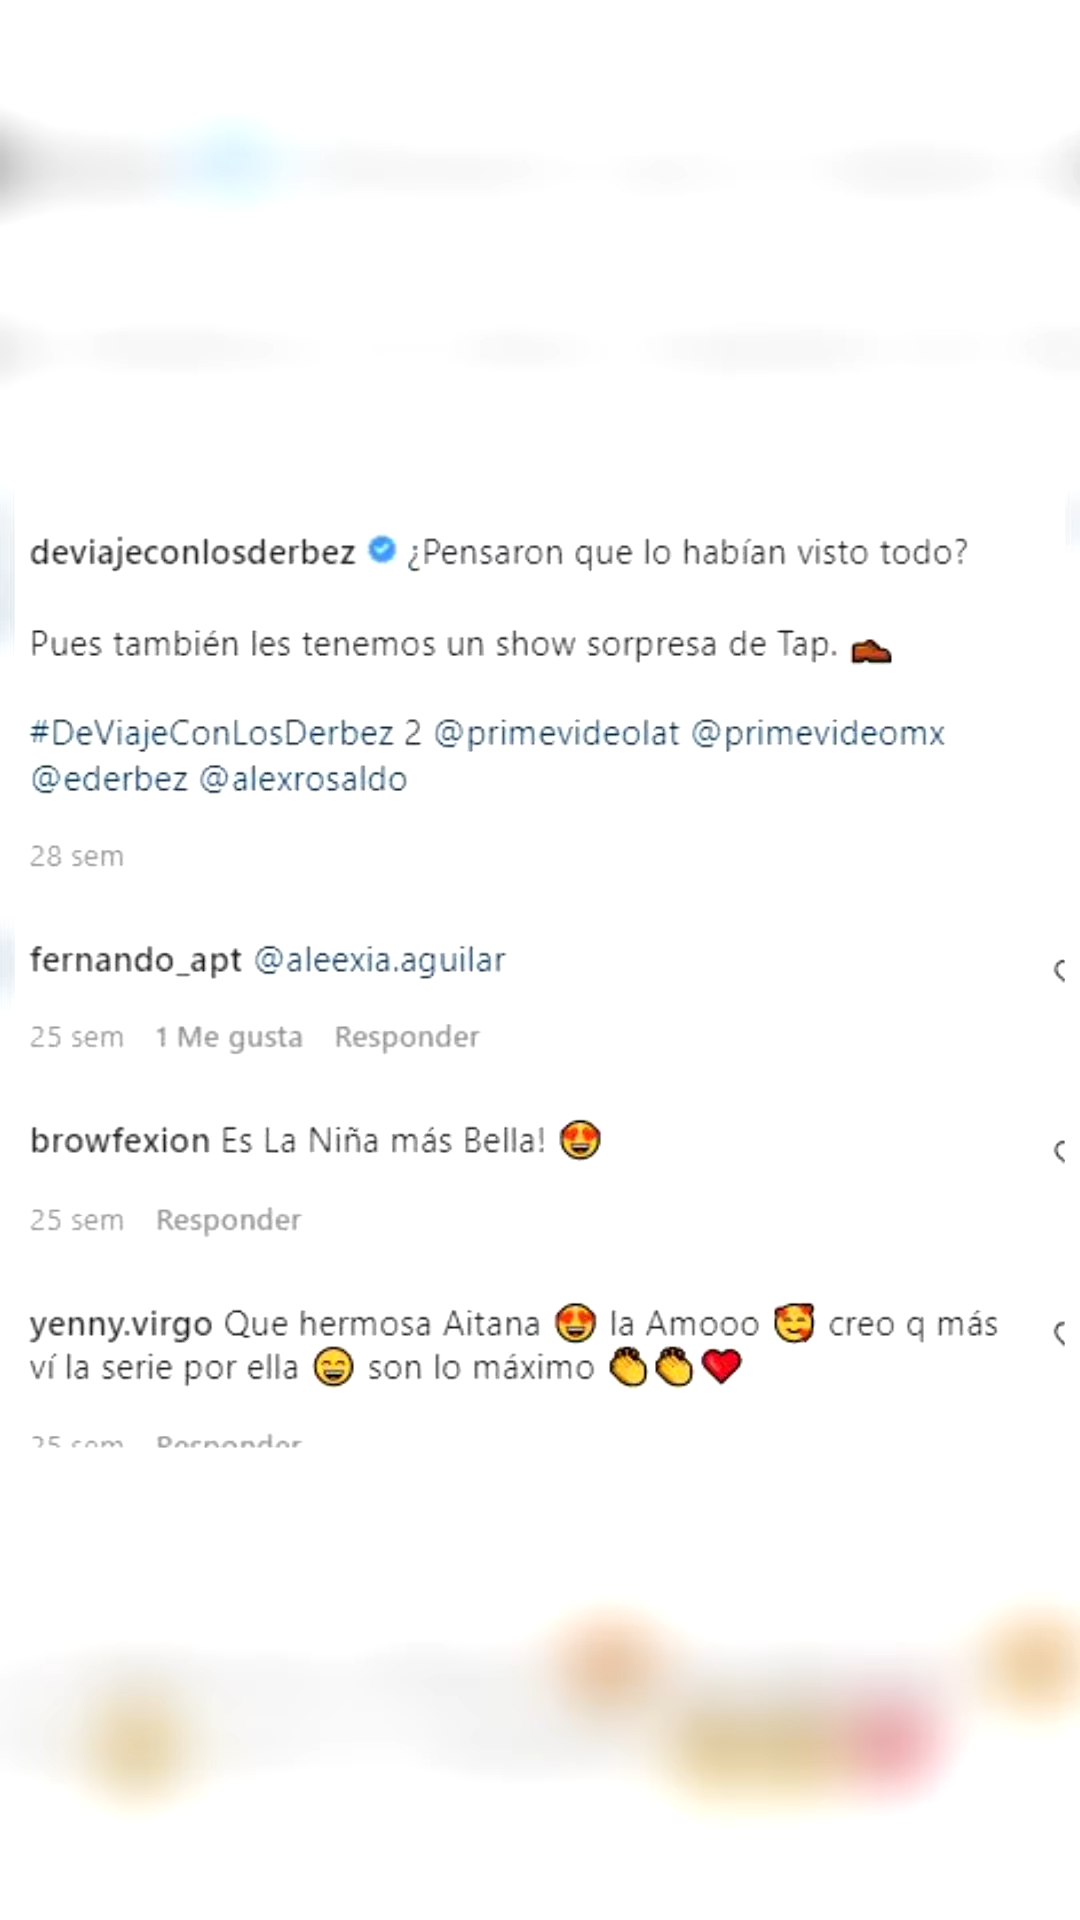 deviajeconlosderbez ¿Pensaron que lo habían visto todo?
Pues también les tenemos un show sorpresa de Tap. 👞
#DeViajeConLosDerbez 2 @primevideolat @primevideomx
@ederbez @alexrosaldo
28 sem
fernando_apt @aleexia.aguilar
25 sem 1 Me gusta Responder
browfexion Es La Niña más Bella! 😍
25 sem Responder
yenny.virgo Que hermosa Aitana 😍 la Amooo 🥰 creo q más
ví la serie por ella 😄 son lo máximo 👏👏❤️
25 sem Responder